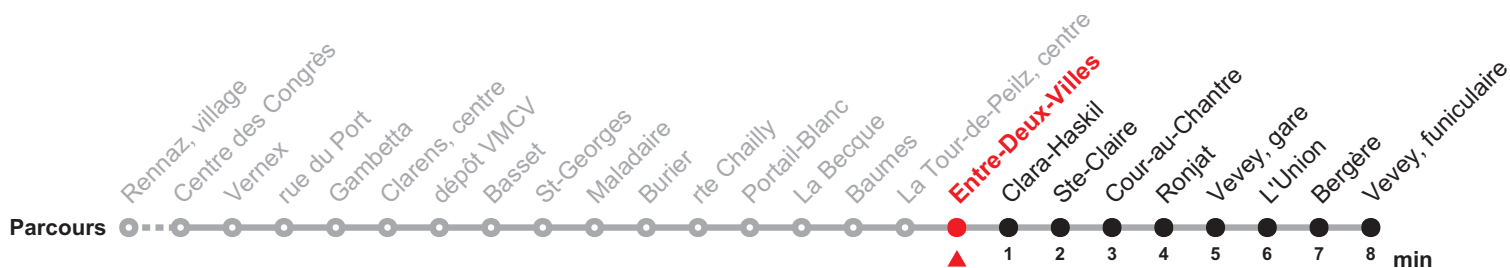 Rennaz, village
Centre des Congrès
Vernex
rue du Port
Gambetta
Clarens, centre
dépôt VMCV
Basset
St-Georges
Maladaire
Burier
rte Chailly
Portail-Blanc
La Becque
Baumes
La Tour-de-Peilz, centre
Entre-Deux-Villes
Clara-Haskil
Ste-Claire
Cour-au-Chantre
Ronjat
Vevey, gare
L'Union
Bergère
Vevey, funiculaire
Parcours
1 2 3 4 5 6 7 8 min